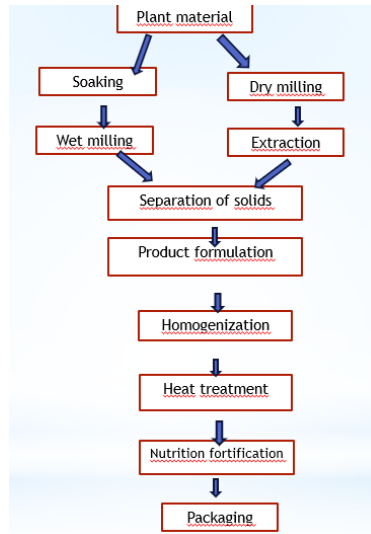 Plant material
Soaking
Dry milling
Wet milling
Extraction
Separation of solids
Product formulation
Homogenization
Heat treatment
Nutrition fortification
Packaging